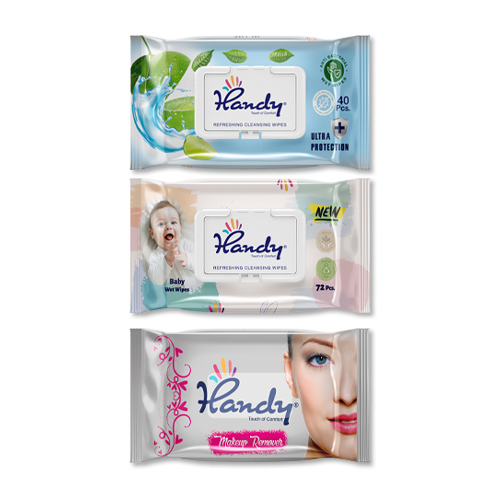 Handy®
Touch of Comfort
REFRESHING CLEANSING WIPES
40
Pcs.
ULTRA
PROTECTION
Handy®
Touch of Comfort
REFRESHING CLEANSING WIPES
NEW
Baby
Wet Wipes
72 Pcs.
Handy®
Touch of Comfort
Makeup Remover